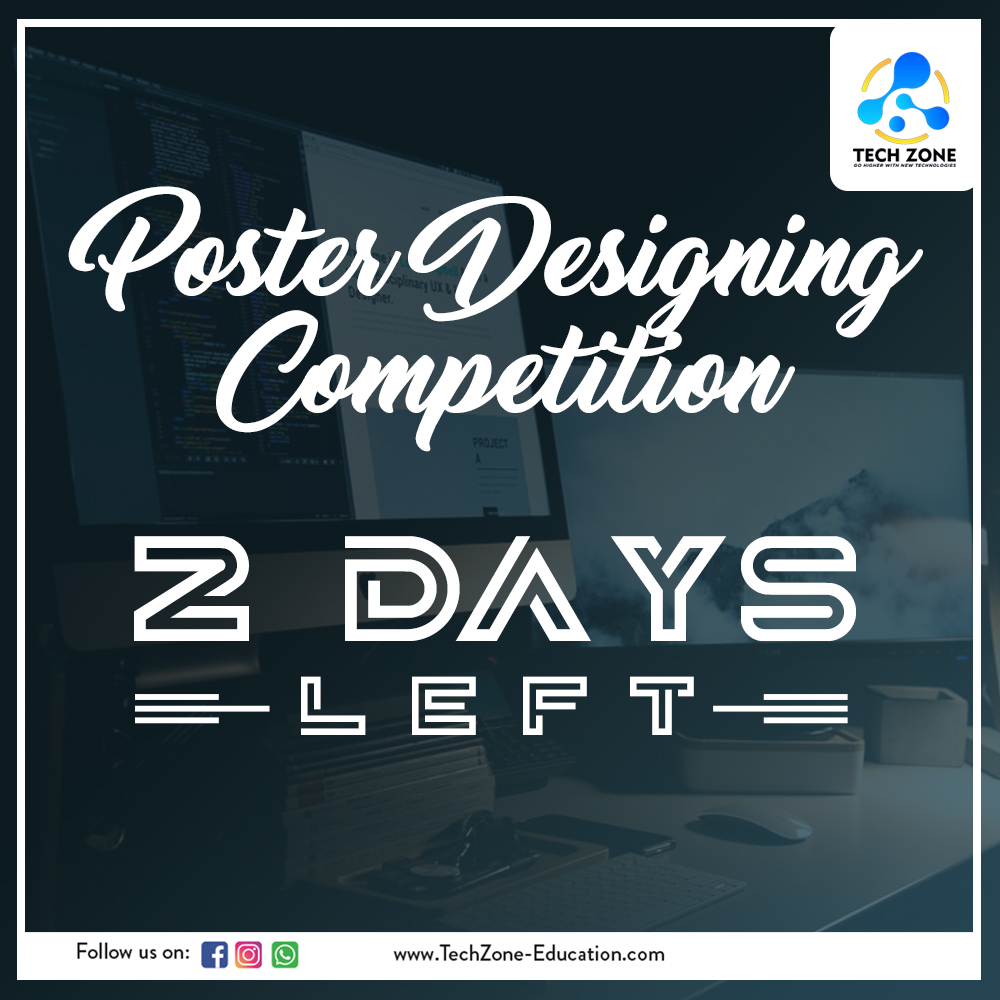 TECH ZONE
GO HIGHER WITH NEW TECHNOLOGIES
Poster Designing
Competition
PROJECT
A
2 DAYS
LEFT
Follow us on:
www.TechZone-Education.com